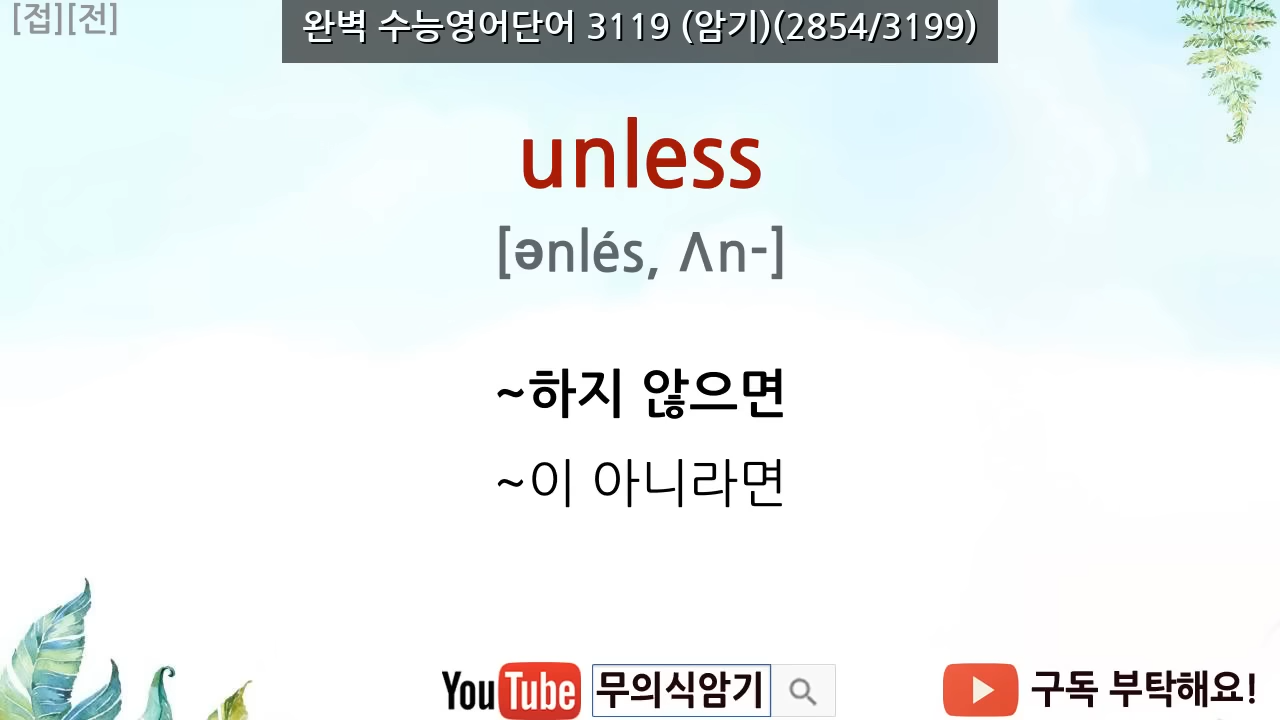 [접][전]
완벽 수능영어단어 3119 (암기)(2854/3199)
unless
[ənlés, Λn-]
~하지 않으면
~이 아니라면
YouTube 무의식암기 구독 부탁해요!